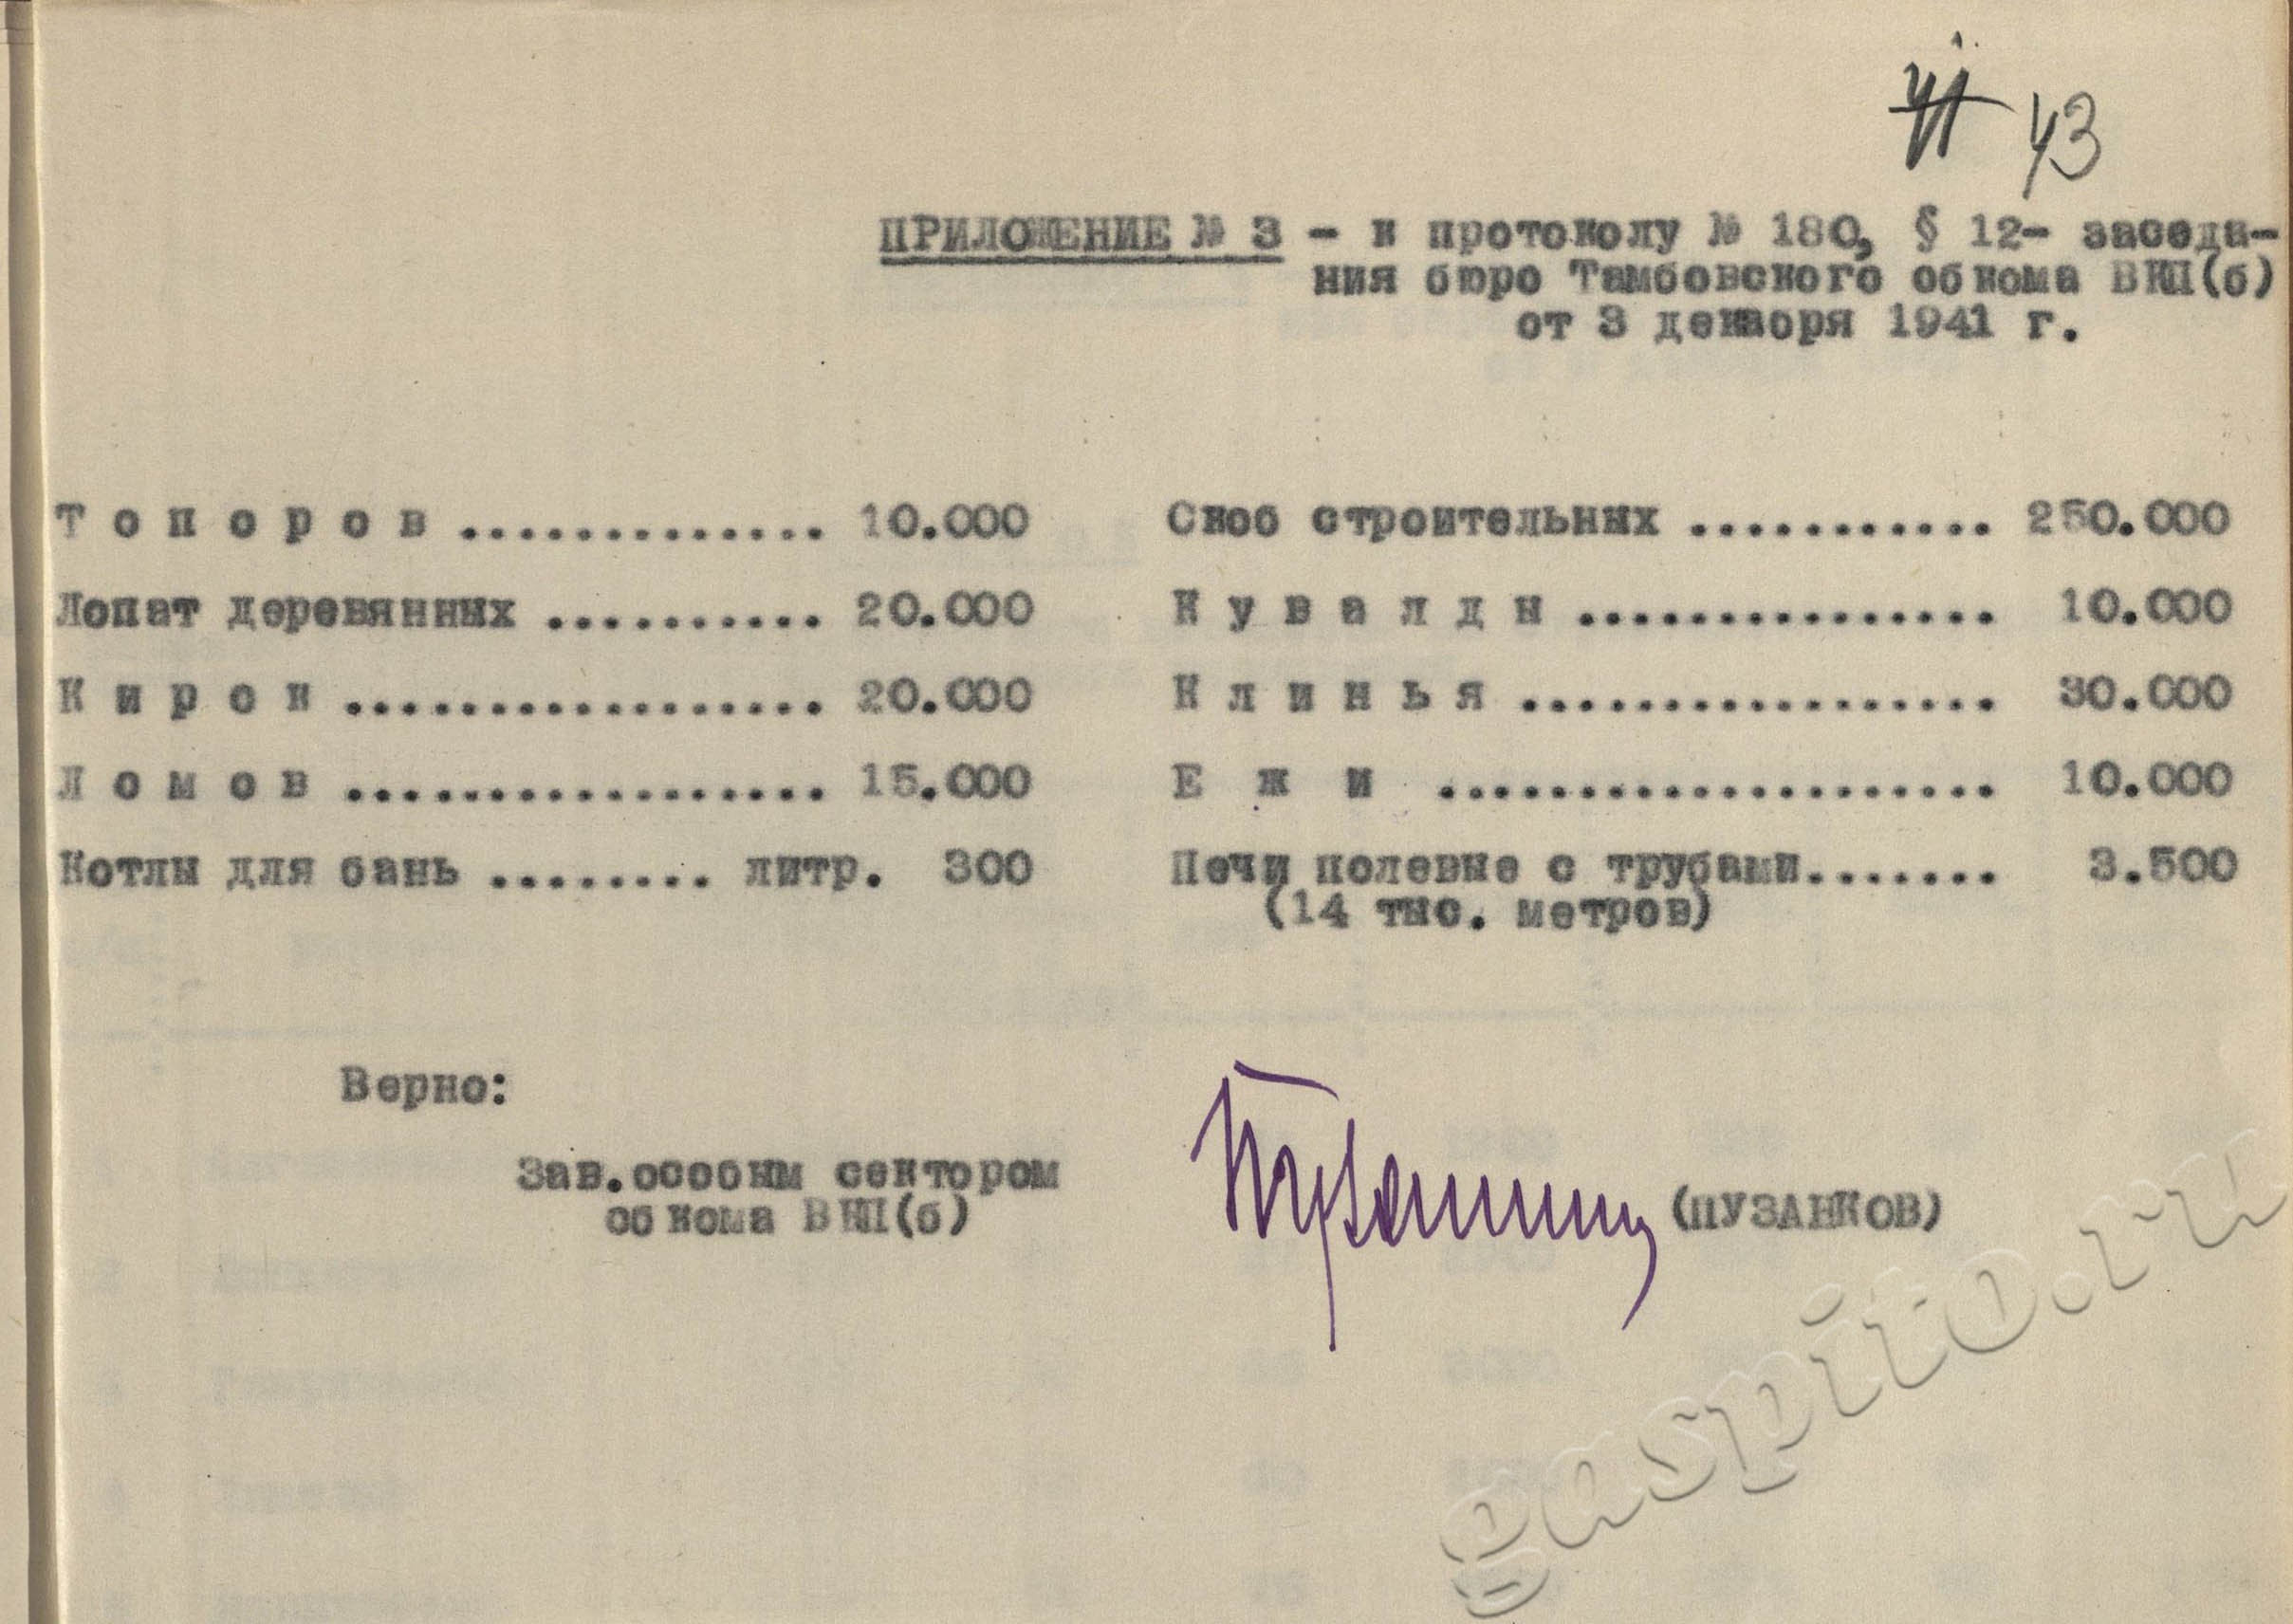 41 43
ПРИЛОЖЕНИЕ № 3 - к протоколу № 180, § 12- заседа-
ния бюро Тамбовского обкома ВКП(б)
от 3 декабря 1941 г.
Топоров ............. 10.000
Лопат деревянных .......... 20.000
Кирок ................. 20.000
Ломов ................. 15.000
Котлы для бань ........ литр. 300
Скоб строительных ........... 250.000
Кувалды ............... 10.000
Клинья ................. 30.000
Ежи .................... 10.000
Печи полевые с трубами....... 3.500
(14 тыс. метров)
Верно:
Зав.особым сектором
обкома ВКП(б)
(ПУЗАНКОВ)
gaspito.ru